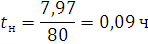 tн = 7,97/80 = 0,09 ч